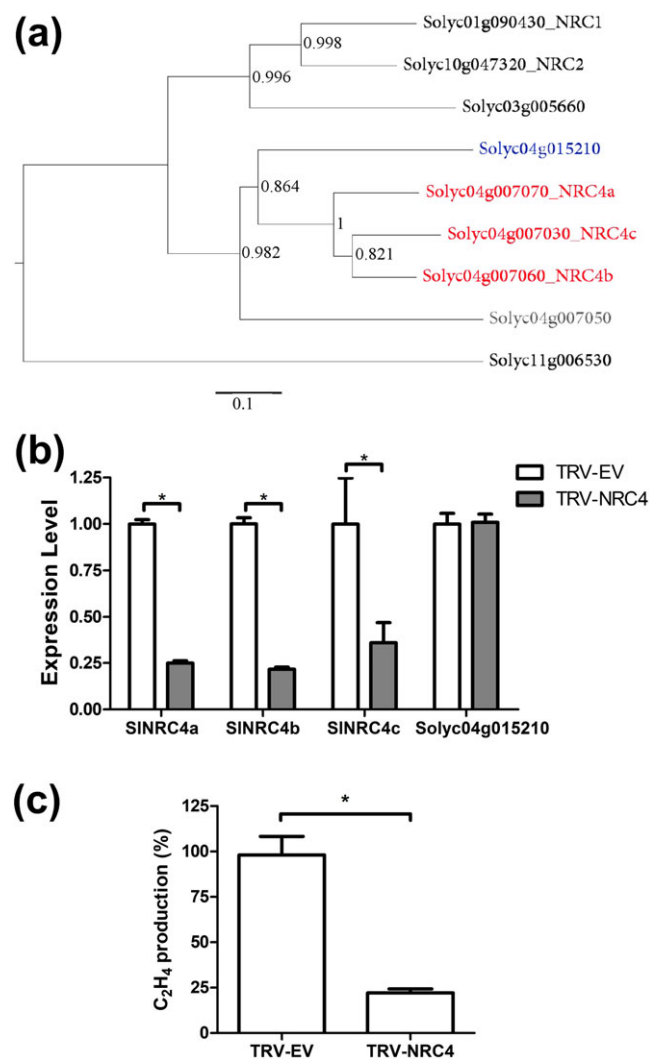 (a)
Solyc01g090430_NRC1
0.998
Solyc10g047320_NRC2
0.996
Solyc03g005660
Solyc04g015210
0.864
Solyc04g007070_NRC4a
1
Solyc04g007030_NRC4c
0.821
0.982
Solyc04g007060_NRC4b
Solyc04g007050
Solyc11g006530
0.1
(b)
Expression Level
1.25
1.00
0.75
0.50
0.25
0.00
* * *
TRV-EV
TRV-NRC4
SlNRC4a SlNRC4b SlNRC4c Solyc04g015210
(c)
C₂H₄ production (%)
125
100
75
50
25
0
*
TRV-EV TRV-NRC4